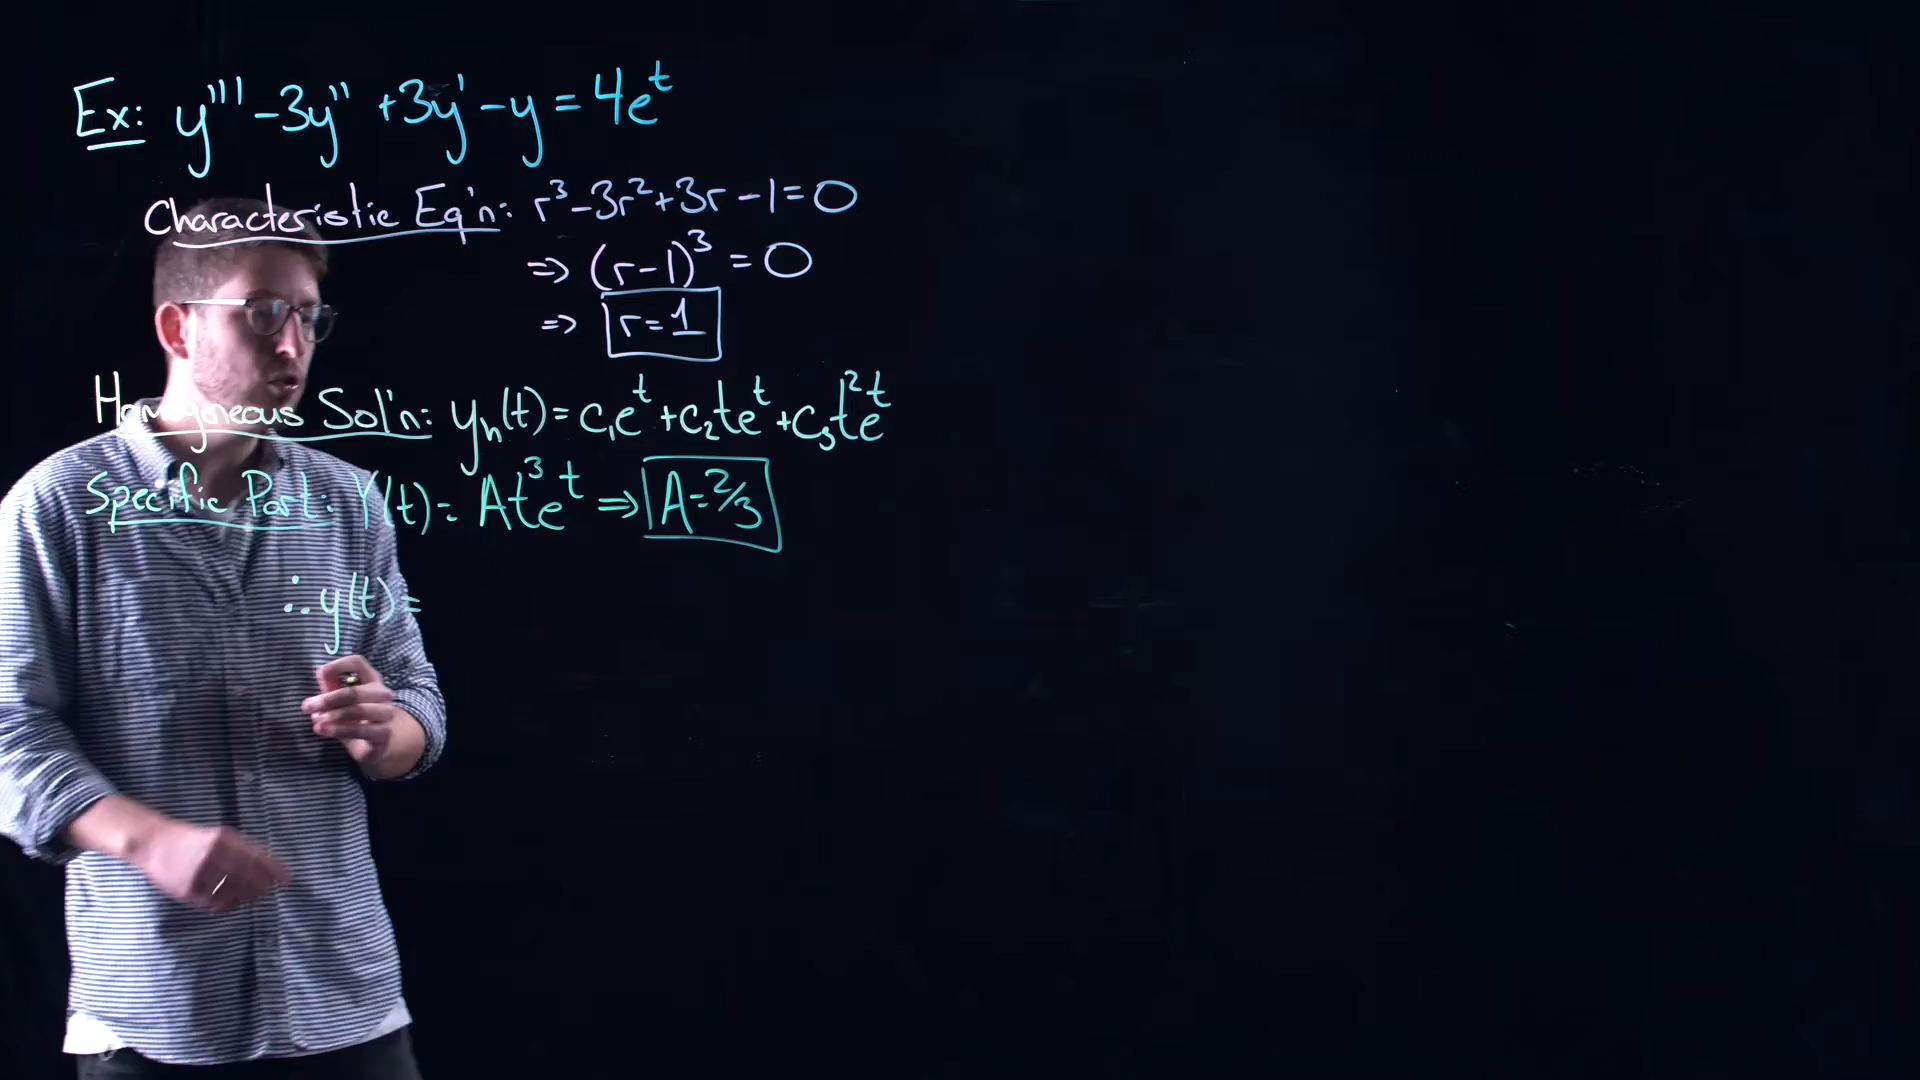 Ex: y''' -3y'' +3y' -y = 4e^t
Characteristic Eq'n: r^3 -3r^2 +3r -1 = 0
=> (r-1)^3 = 0
=> r=1
Homogeneous Sol'n: y_h(t) = c_1e^t +c_2te^t +c_3t^2e^t
Specific Part: Y(t) = At^3e^t => A=2/3
∴ y(t) =